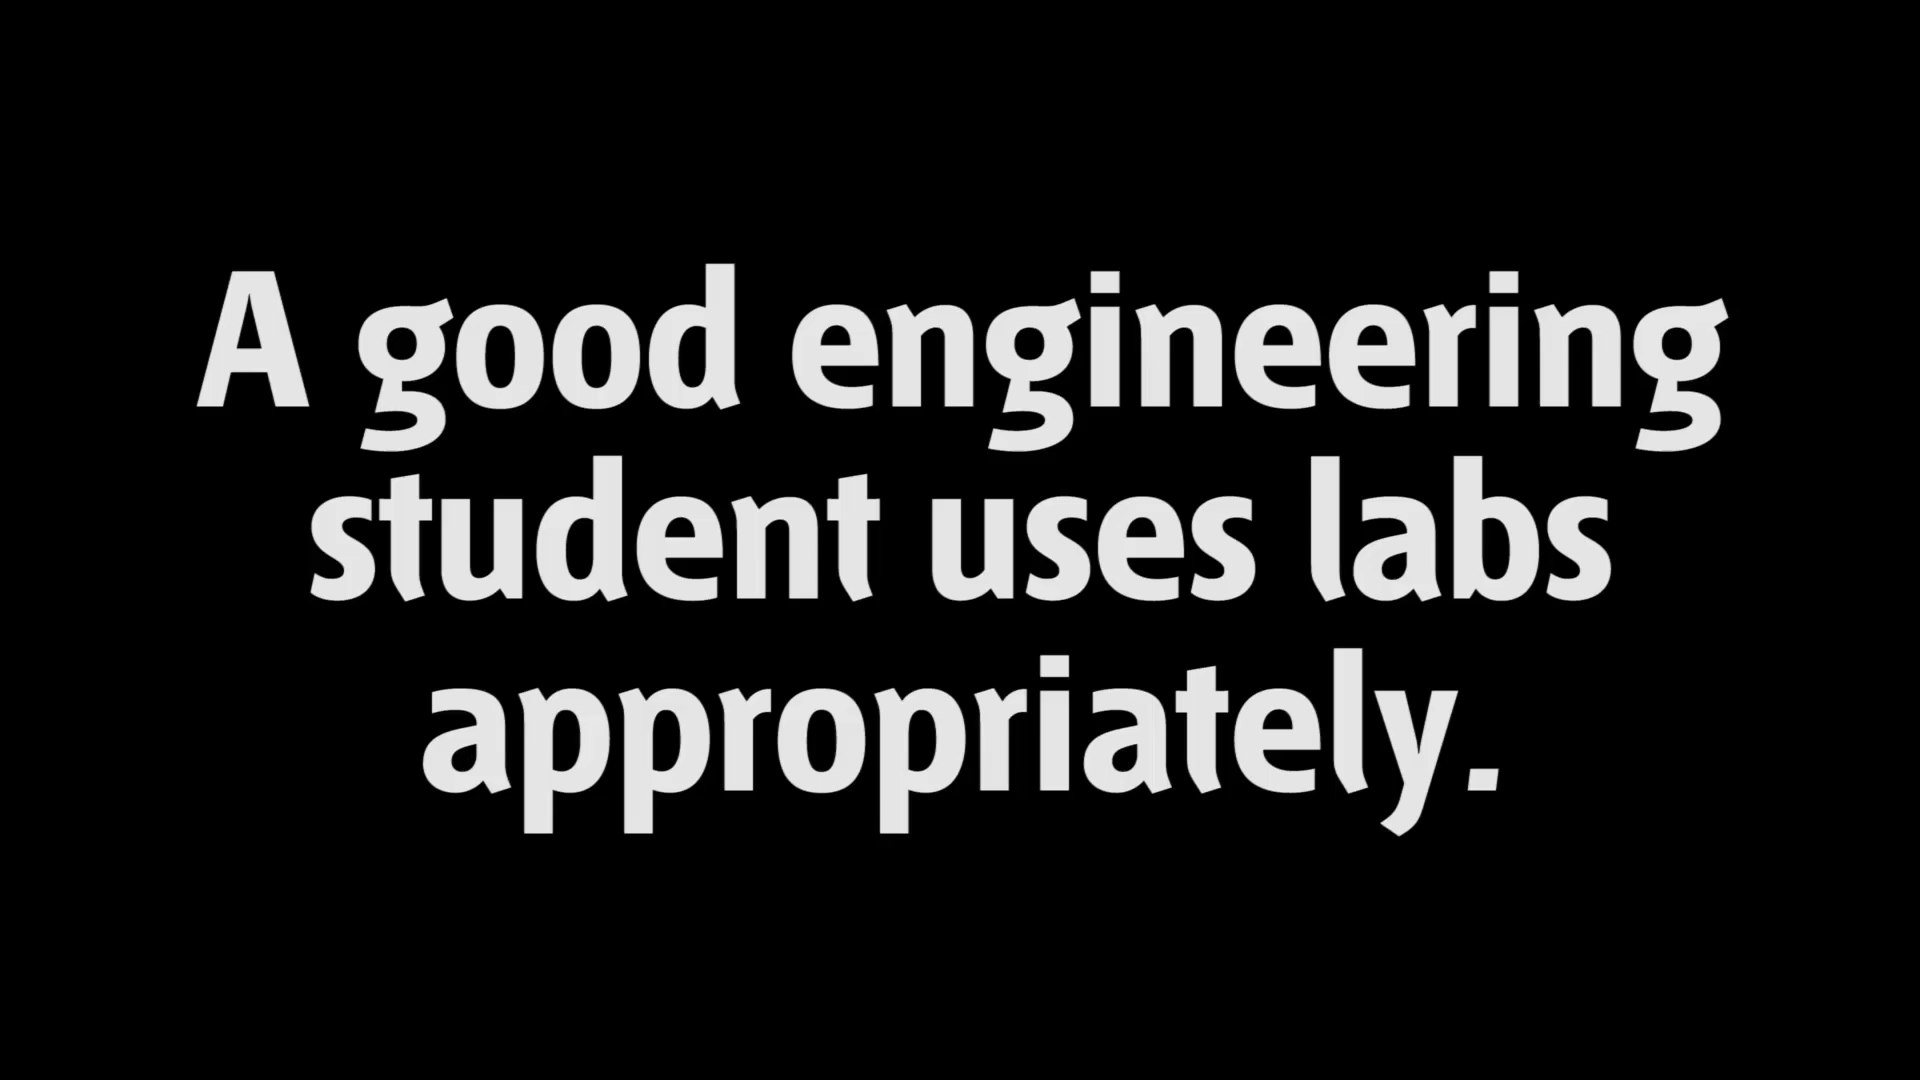 A good engineering
student uses labs
appropriately.